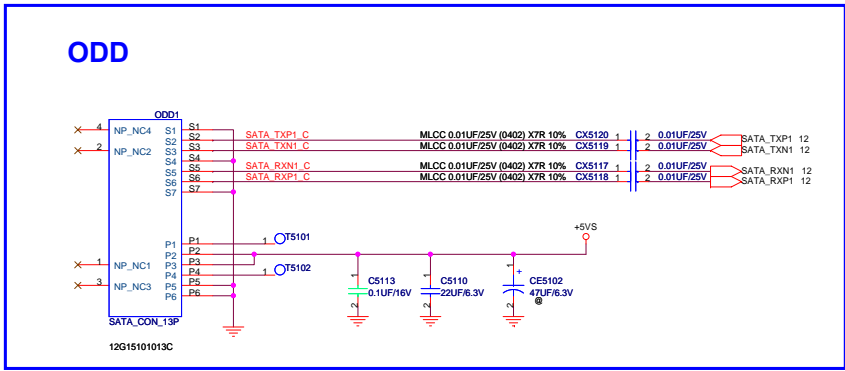 ODD
ODD1
4 NP_NC4 S1 S1
S2 S2 SATA_TXP1_C MLCC 0.01UF/25V (0402) X7R 10% CX5120 1 2 0.01UF/25V SATA_TXP1 12
2 NP_NC2 S3 S3 SATA_TXN1_C MLCC 0.01UF/25V (0402) X7R 10% CX5119 1 2 0.01UF/25V SATA_TXN1 12
S4 S4
S5 S5 SATA_RXN1_C MLCC 0.01UF/25V (0402) X7R 10% CX5117 1 2 0.01UF/25V SATA_RXN1 12
S6 S6 SATA_RXP1_C MLCC 0.01UF/25V (0402) X7R 10% CX5118 1 2 0.01UF/25V SATA_RXP1 12
S7 S7
+5VS
P1 P1 1 T5101
P2 P2
1 NP_NC1 P3 P3
P4 P4 1 T5102
3 NP_NC3 P5 P5
P6 P6
1 C5113 1 C5110 1 + CE5102
0.1UF/16V 22UF/6.3V 47UF/6.3V
2 2 2 @
SATA_CON_13P
12G15101013C